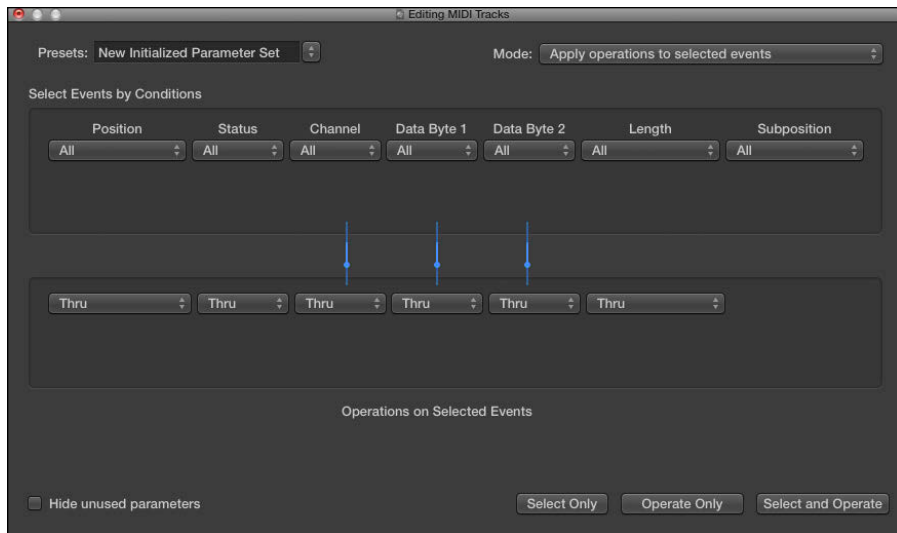 Editing MIDI Tracks
Presets: New Initialized Parameter Set Mode: Apply operations to selected events
Select Events by Conditions
Position Status Channel Data Byte 1 Data Byte 2 Length Subposition
All All All All All All All
Thru Thru Thru Thru Thru Thru
Operations on Selected Events
Hide unused parameters Select Only Operate Only Select and Operate